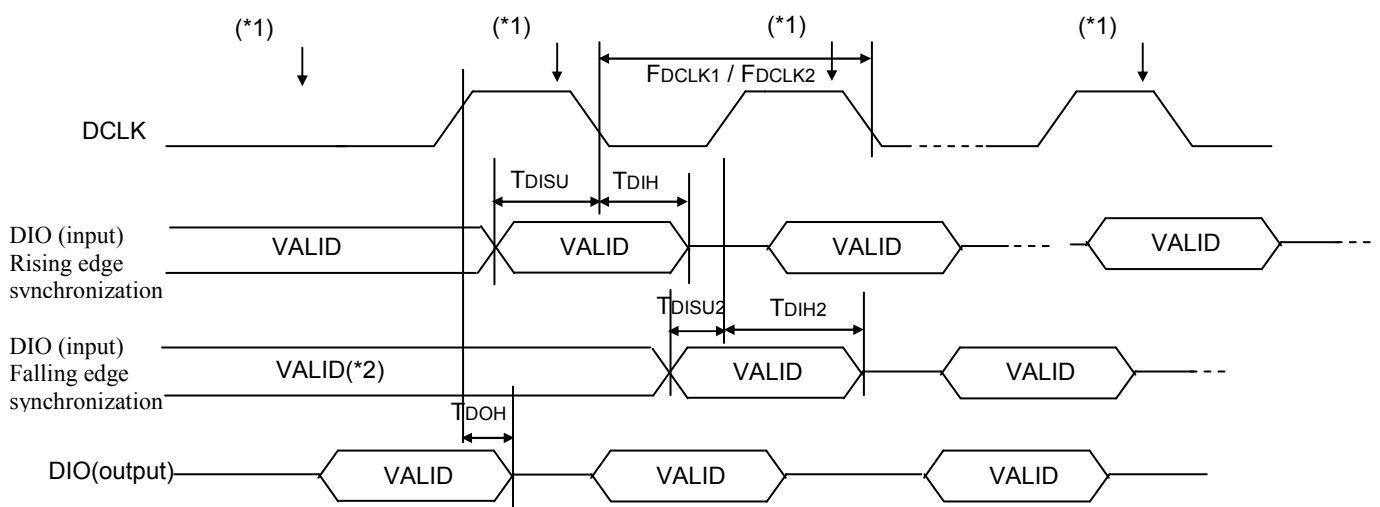 (*1) (*1) (*1) (*1)
FDCLK1 / FDCLK2
DCLK
TDISU TDIH
DIO (input)
Rising edge
synchronization
VALID VALID VALID VALID
TDISU2 TDIH2
DIO (input)
Falling edge
synchronization
VALID(*2) VALID VALID
TDOH
DIO(output) VALID VALID VALID